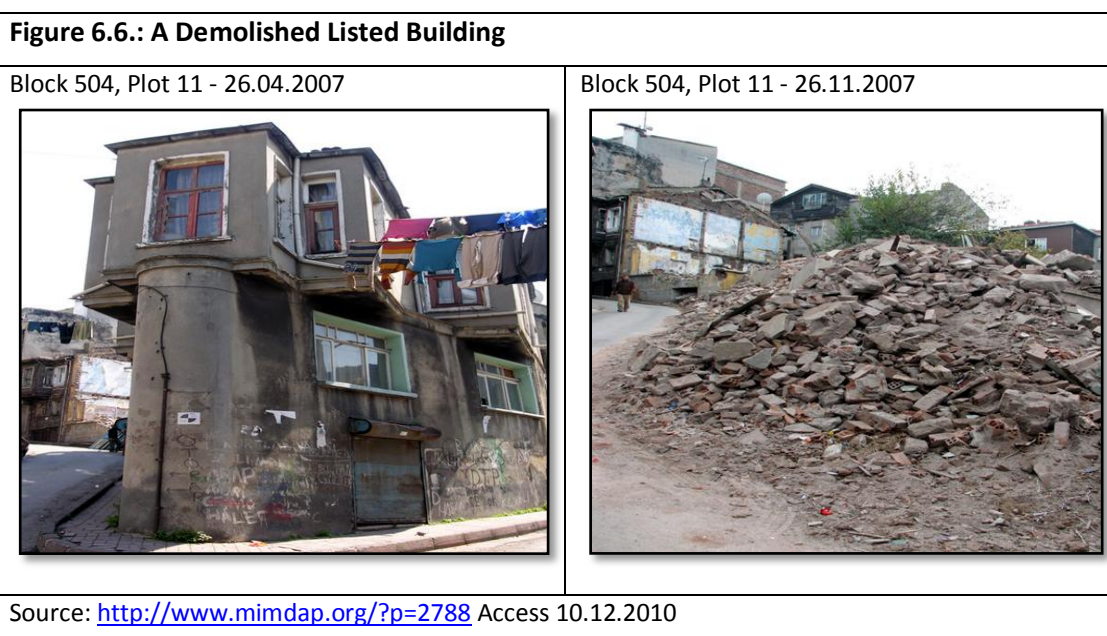 Figure 6.6.: A Demolished Listed Building
Block 504, Plot 11 - 26.04.2007
Block 504, Plot 11 - 26.11.2007
HALEF
Source: http://www.mimdap.org/?p=2788 Access 10.12.2010